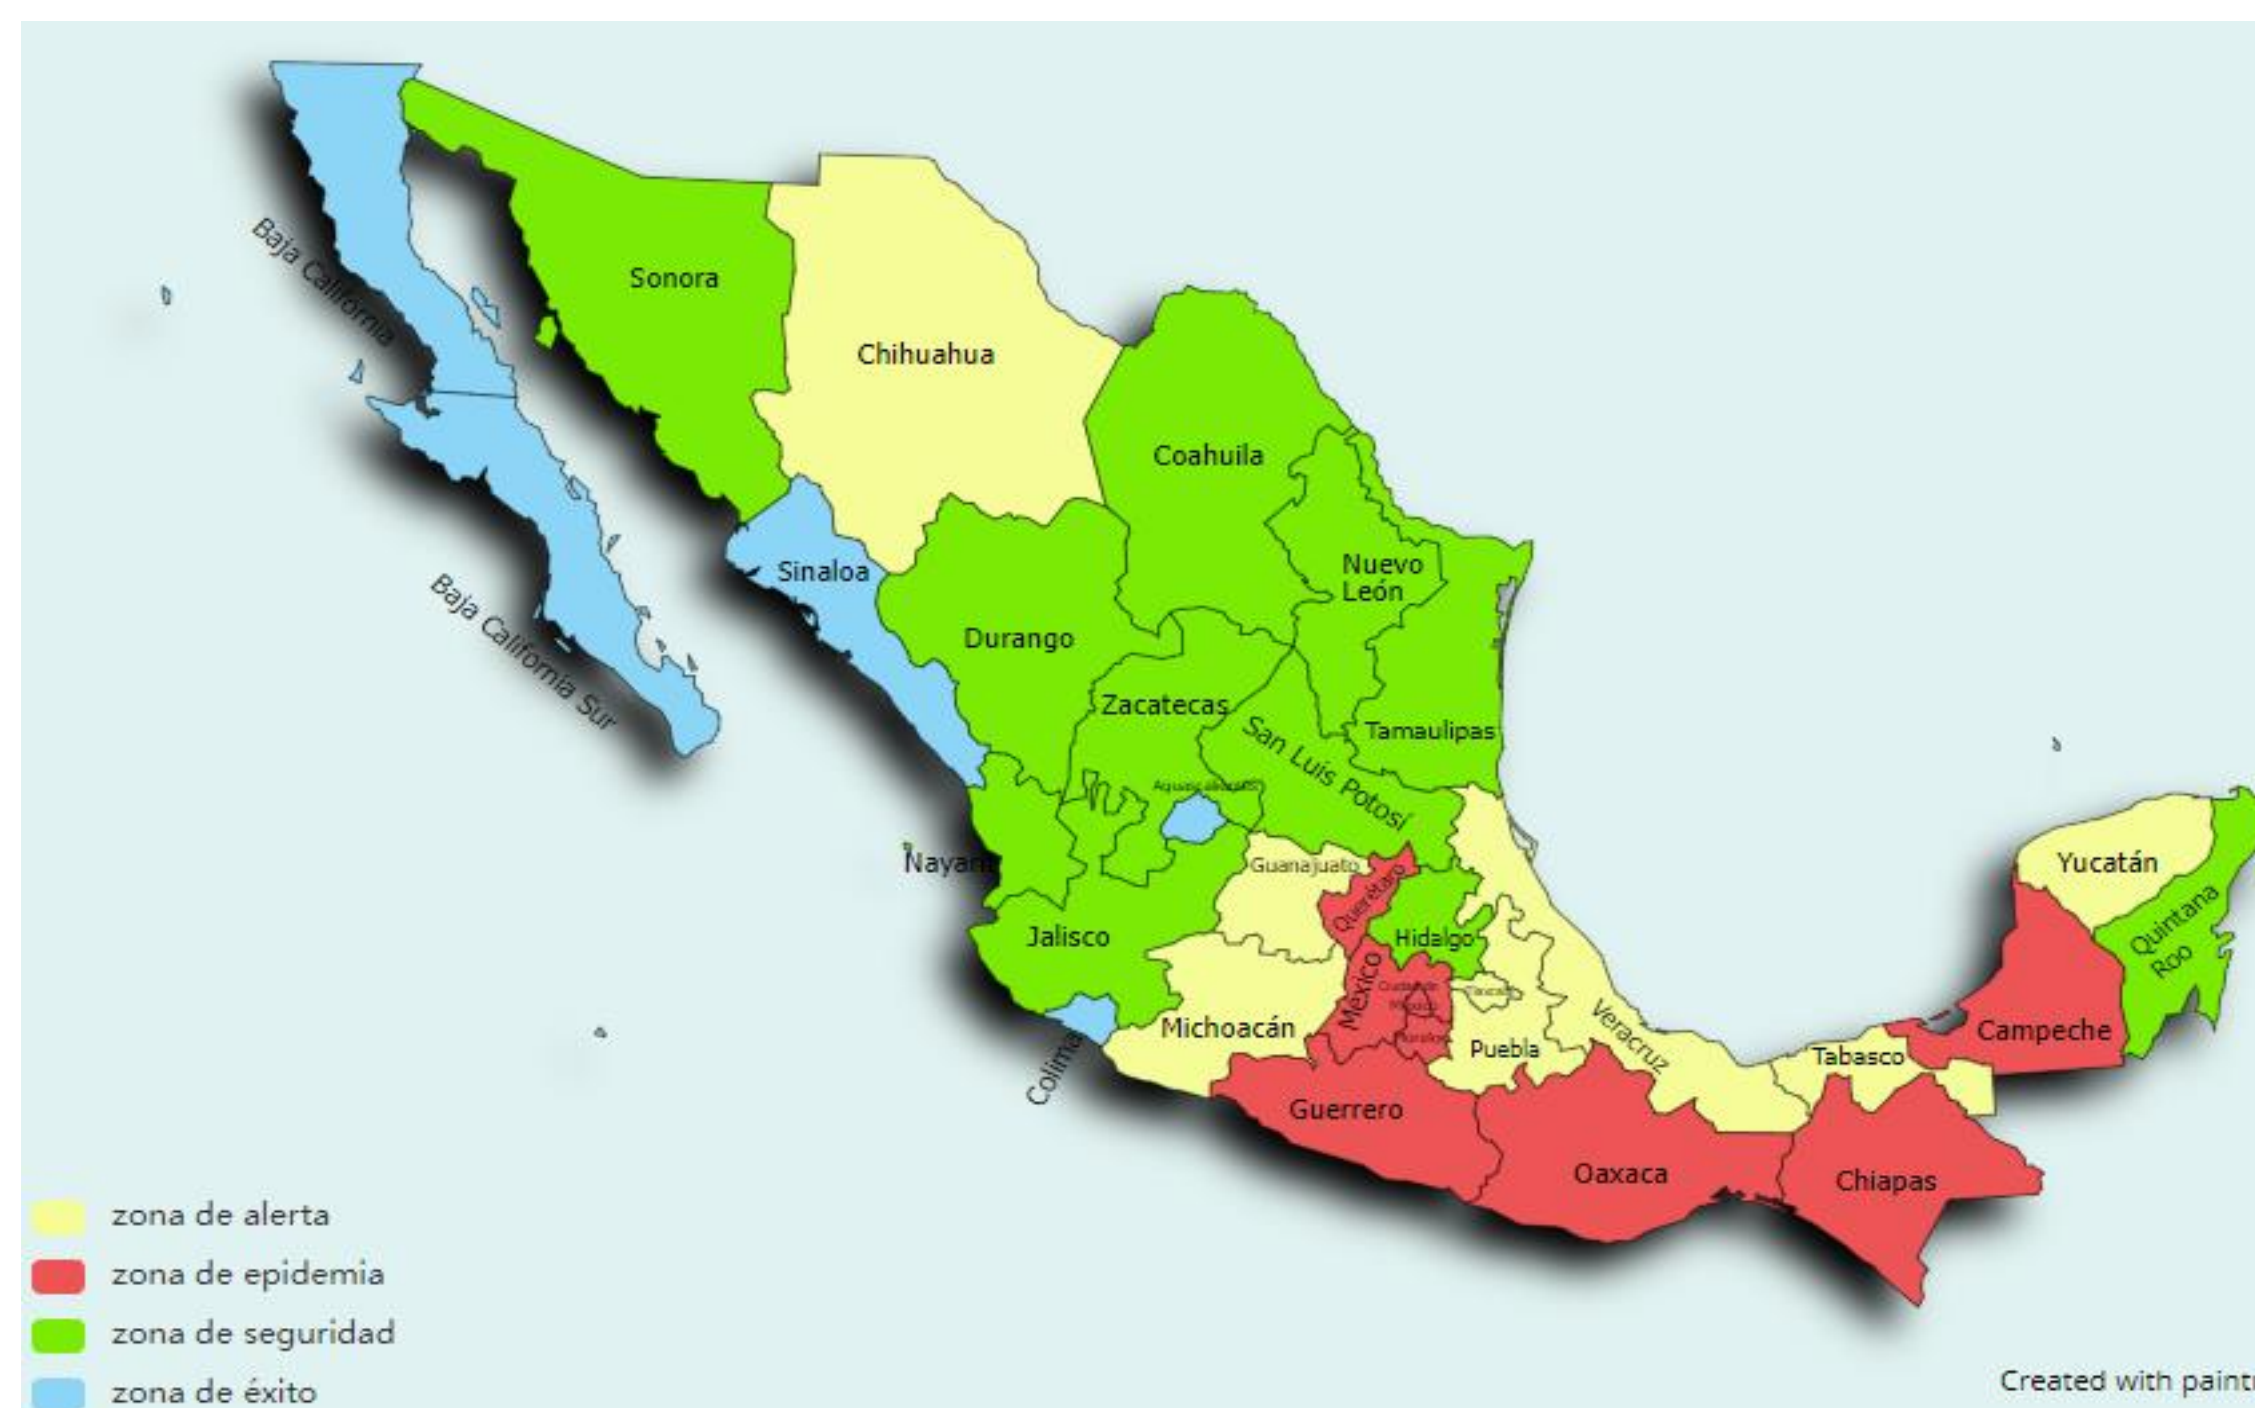 Baja California
Sonora
Chihuahua
Coahuila
Sinaloa
Nuevo
León
Baja California Sur
Durango
Zacatecas
San Luis Potosí
Tamaulipas
Guanajuato
Querétaro
Jalisco
Hidalgo
México
Michoacán
Colima
Puebla
Veracruz
Yucatán
Quintana
Roo
Tabasco
Campeche
Guerrero
Oaxaca
Chiapas
zona de alerta
zona de epidemia
zona de seguridad
zona de éxito
Created with